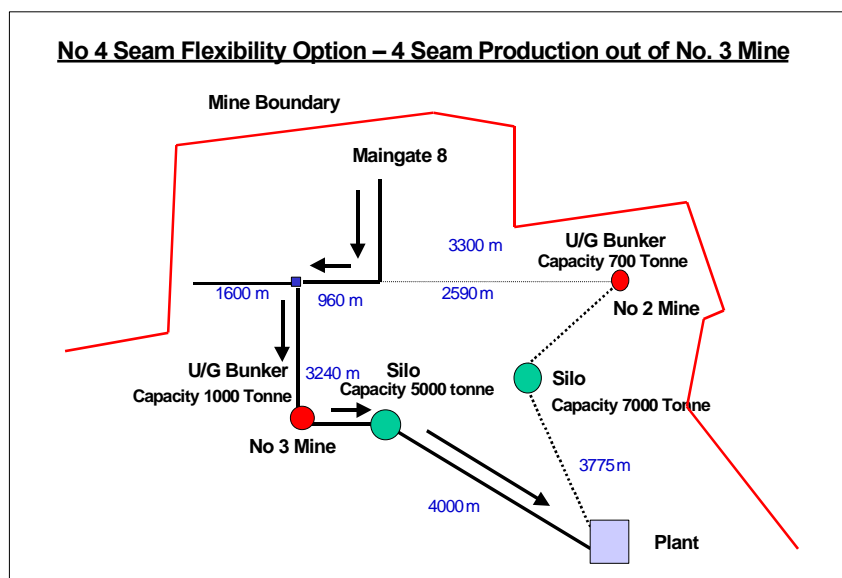 No 4 Seam Flexibility Option – 4 Seam Production out of No. 3 Mine
Mine Boundary
Maingate 8
3300 m
U/G Bunker
Capacity 700 Tonne
1600 m
960 m
2590m
No 2 Mine
U/G Bunker
Capacity 1000 Tonne
3240 m
Silo
Capacity 5000 tonne
Silo
Capacity 7000 Tonne
No 3 Mine
3775 m
4000 m
Plant